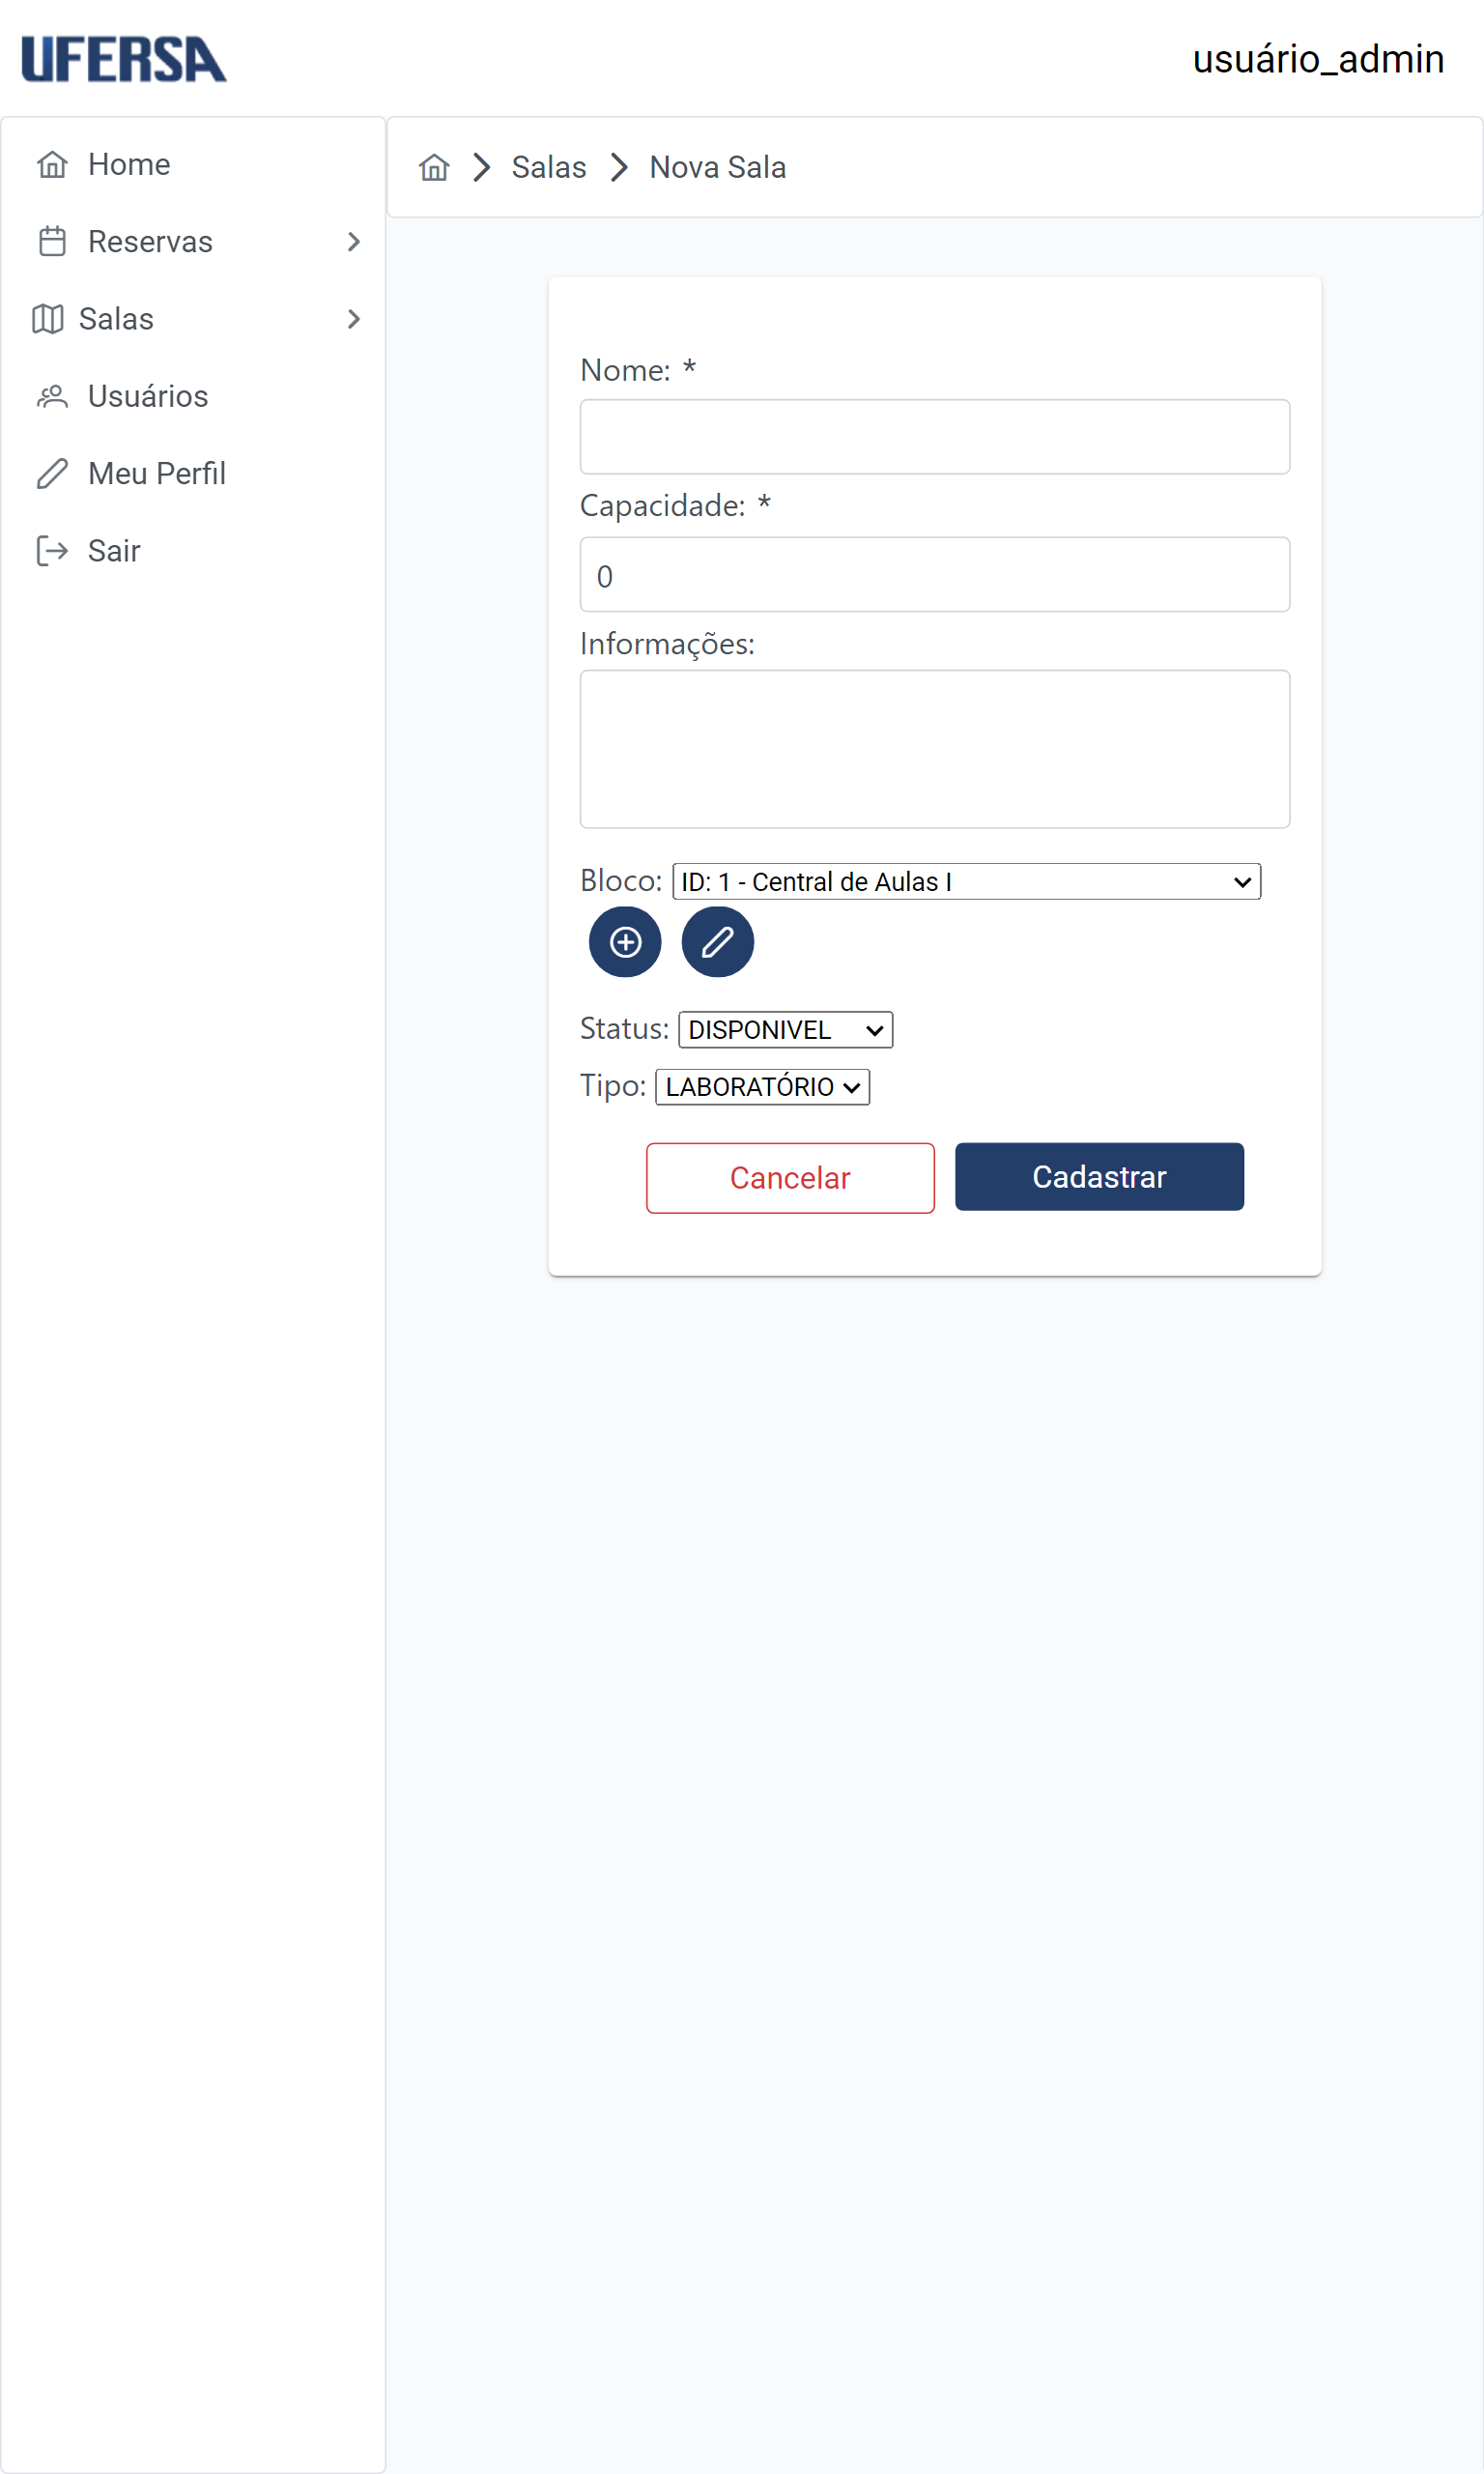 UFERSA
usuário_admin
Home
Reservas
Salas
Usuários
Meu Perfil
Sair
Salas
Nova Sala
Nome: *
Capacidade: *
0
Informações:
Bloco: ID: 1 - Central de Aulas I
Status: DISPONIVEL
Tipo: LABORATÓRIO
Cancelar
Cadastrar